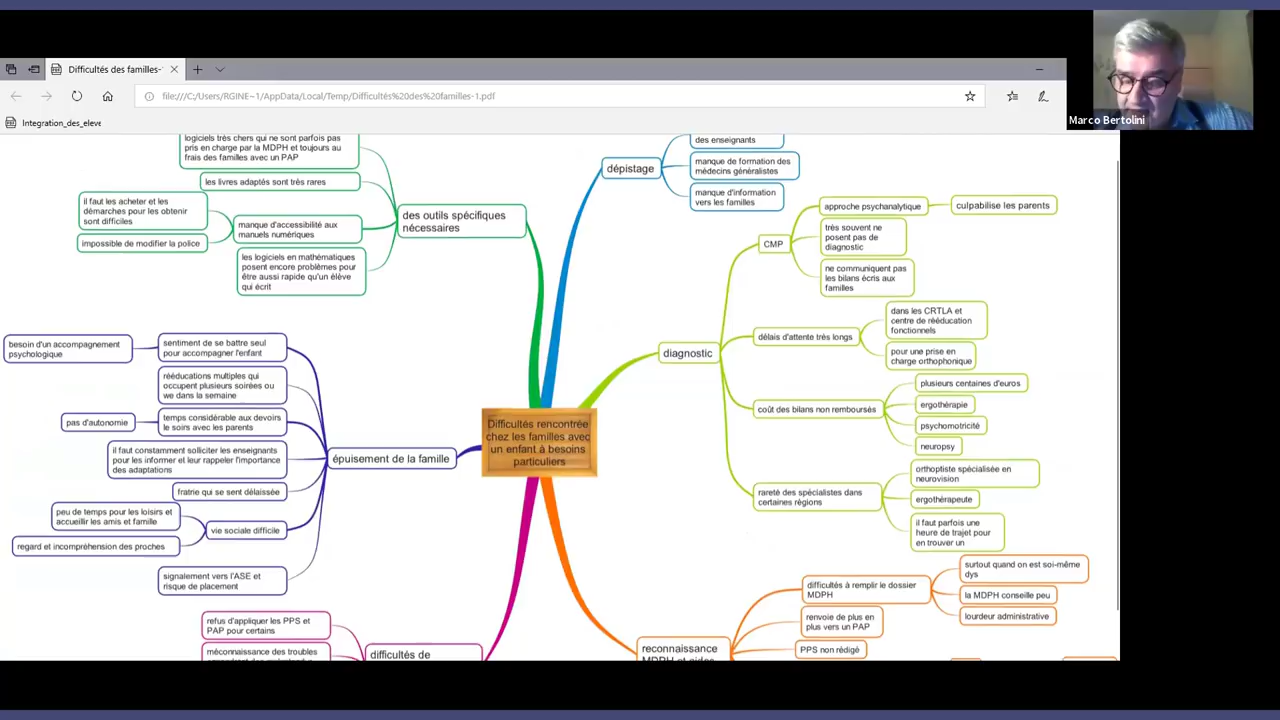 Difficultés des familles-
file:///C:/Users/RGINE~1/AppData/Local/Temp/Difficultés%20des%20familles-1.pdf
Integration_des_eleve
Marco Bertolini
logiciels très chers qui ne sont parfois pas
pris en charge par la MDPH et toujours au
frais des familles avec un PAP
les livres adaptés sont très rares
il faut les acheter et les
démarches pour les obtenir
sont difficiles
impossible de modifier la police
manque d'accessibilité aux
manuels numériques
les logiciels en mathématiques
posent encore problèmes pour
être aussi rapide qu'un élève
qui écrit
des outils spécifiques
nécessaires
dépistage
des enseignants
manque de formation des
médecins généralistes
manque d'information
vers les familles
diagnostic
CMP
approche psychanalytique
culpabilise les parents
très souvent ne
posent pas de
diagnostic
ne communiquent pas
les bilans écris aux
familles
délais d'attente très longs
dans les CRTLA et
centre de rééducation
fonctionnels
pour une prise en
charge orthophonique
coût des bilans non remboursés
plusieurs centaines d'euros
ergothérapie
psychomotricité
neuropsy
rareté des spécialistes dans
certaines régions
orthoptiste spécialisée en
neurovision
ergothérapeute
il faut parfois une
heure de trajet pour
en trouver un
Difficultés rencontrée
chez les familles avec
un enfant à besoins
particuliers
épuisement de la famille
besoin d'un accompagnement
psychologique
sentiment de se battre seul
pour accompagner l'enfant
rééducations multiples qui
occupent plusieurs soirées ou
we dans la semaine
pas d'autonomie
temps considérable aux devoirs
le soirs avec les parents
il faut constamment solliciter les enseignants
pour les informer et leur rappeler l'importance
des adaptations
fratrie qui se sent délaissée
peu de temps pour les loisirs et
accueillir les amis et famille
regard et incompréhension des proches
vie sociale difficile
signalement vers l'ASE et
risque de placement
refus d'appliquer les PPS et
PAP pour certains
méconnaissance des troubles
difficultés de
reconnaissance
MDPH et aides
difficultés à remplir le dossier
MDPH
surtout quand on est soi-même
dys
la MDPH conseille peu
lourdeur administrative
renvoie de plus en
plus vers un PAP
PPS non rédigé